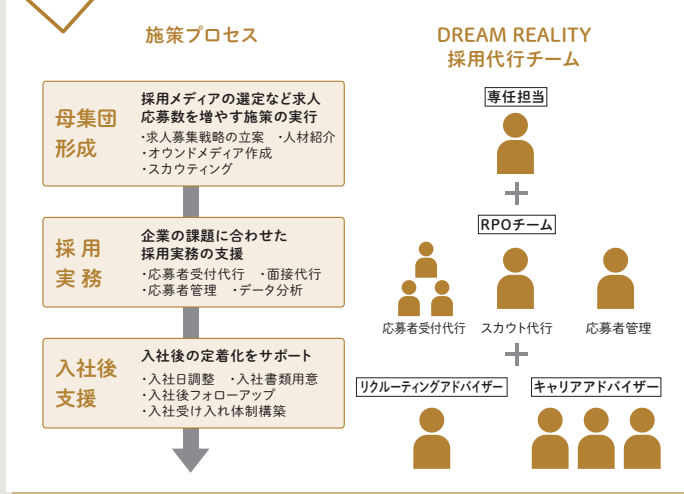 施策プロセス
母集団
形成
採用メディアの選定など求人
応募数を増やす施策の実行
・求人募集戦略の立案　・人材紹介
・オウンドメディア作成
・スカウティング
採用
実務
企業の課題に合わせた
採用実務の支援
・応募者受付代行　・面接代行
・応募者管理　・データ分析
入社後
支援
入社後の定着化をサポート
・入社日調整　・入社書類用意
・入社後フォローアップ
・入社受け入れ体制構築
DREAM REALITY
採用代行チーム
専任担当
+
RPOチーム
応募者受付代行　スカウト代行　応募者管理
+
リクルーティングアドバイザー　キャリアアドバイザー